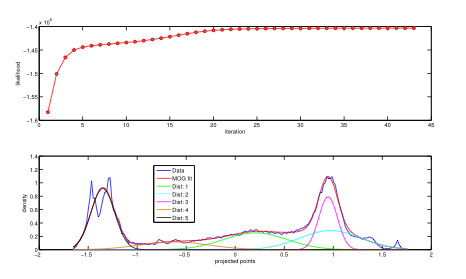 x 10⁵
-1.4
-1.45
-1.5
-1.55
-1.6
likelihood
0 5 10 15 20 25 30 35 40 45
iteration
1.4
1.2
1
0.8
0.6
0.4
0.2
0
density
Data
MOG fit
Dist: 1
Dist: 2
Dist: 3
Dist: 4
Dist: 5
-2 -1.5 -1 -0.5 0 0.5 1 1.5 2
projected points